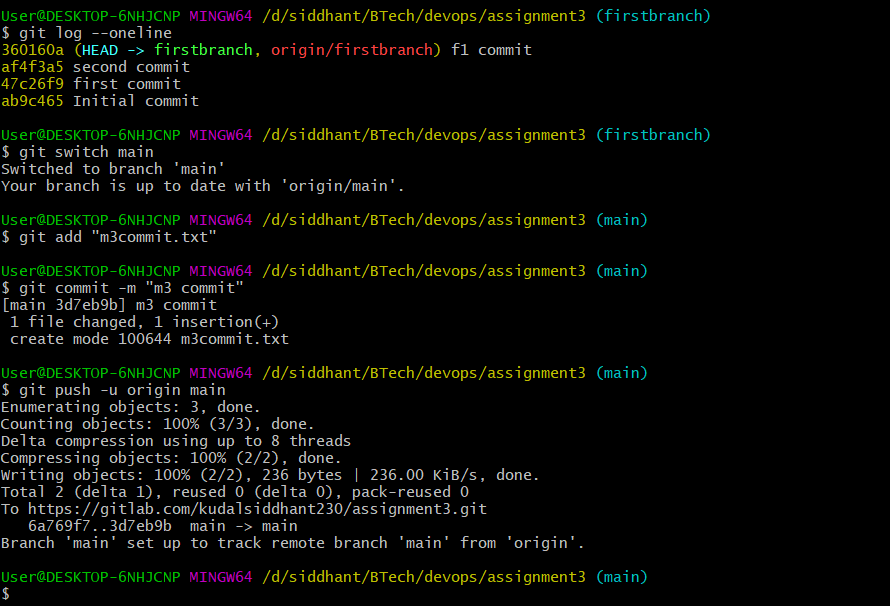 User@DESKTOP-6NHJCNP MINGW64 /d/siddhant/BTech/devops/assignment3 (firstbranch)
$ git log --oneline
360160a (HEAD -> firstbranch, origin/firstbranch) f1 commit
af4f3a5 second commit
47c26f9 first commit
ab9c465 Initial commit
User@DESKTOP-6NHJCNP MINGW64 /d/siddhant/BTech/devops/assignment3 (firstbranch)
$ git switch main
Switched to branch 'main'
Your branch is up to date with 'origin/main'.
User@DESKTOP-6NHJCNP MINGW64 /d/siddhant/BTech/devops/assignment3 (main)
$ git add "m3commit.txt"
User@DESKTOP-6NHJCNP MINGW64 /d/siddhant/BTech/devops/assignment3 (main)
$ git commit -m "m3 commit"
[main 3d7eb9b] m3 commit
 1 file changed, 1 insertion(+)
 create mode 100644 m3commit.txt
User@DESKTOP-6NHJCNP MINGW64 /d/siddhant/BTech/devops/assignment3 (main)
$ git push -u origin main
Enumerating objects: 3, done.
Counting objects: 100% (3/3), done.
Delta compression using up to 8 threads
Compressing objects: 100% (2/2), done.
Writing objects: 100% (2/2), 236 bytes | 236.00 KiB/s, done.
Total 2 (delta 1), reused 0 (delta 0), pack-reused 0
To https://gitlab.com/kudalsiddhant230/assignment3.git
   6a769f7..3d7eb9b  main -> main
Branch 'main' set up to track remote branch 'main' from 'origin'.
User@DESKTOP-6NHJCNP MINGW64 /d/siddhant/BTech/devops/assignment3 (main)
$